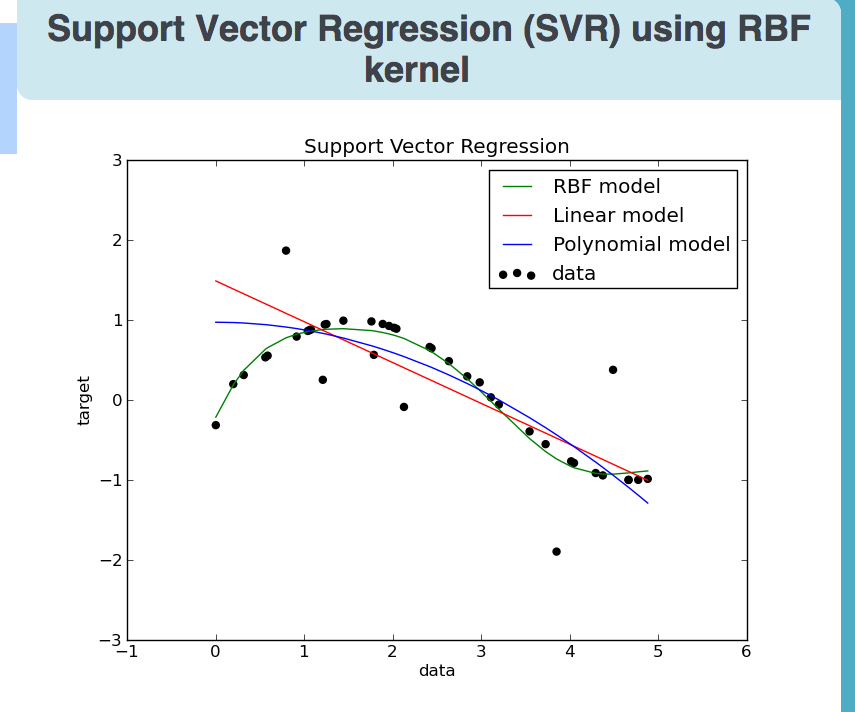 Support Vector Regression (SVR) using RBF
kernel
Support Vector Regression
3
2
1
0
−1
−2
−3
target
RBF model
Linear model
Polynomial model
data
−1 0 1 2 3 4 5 6
data